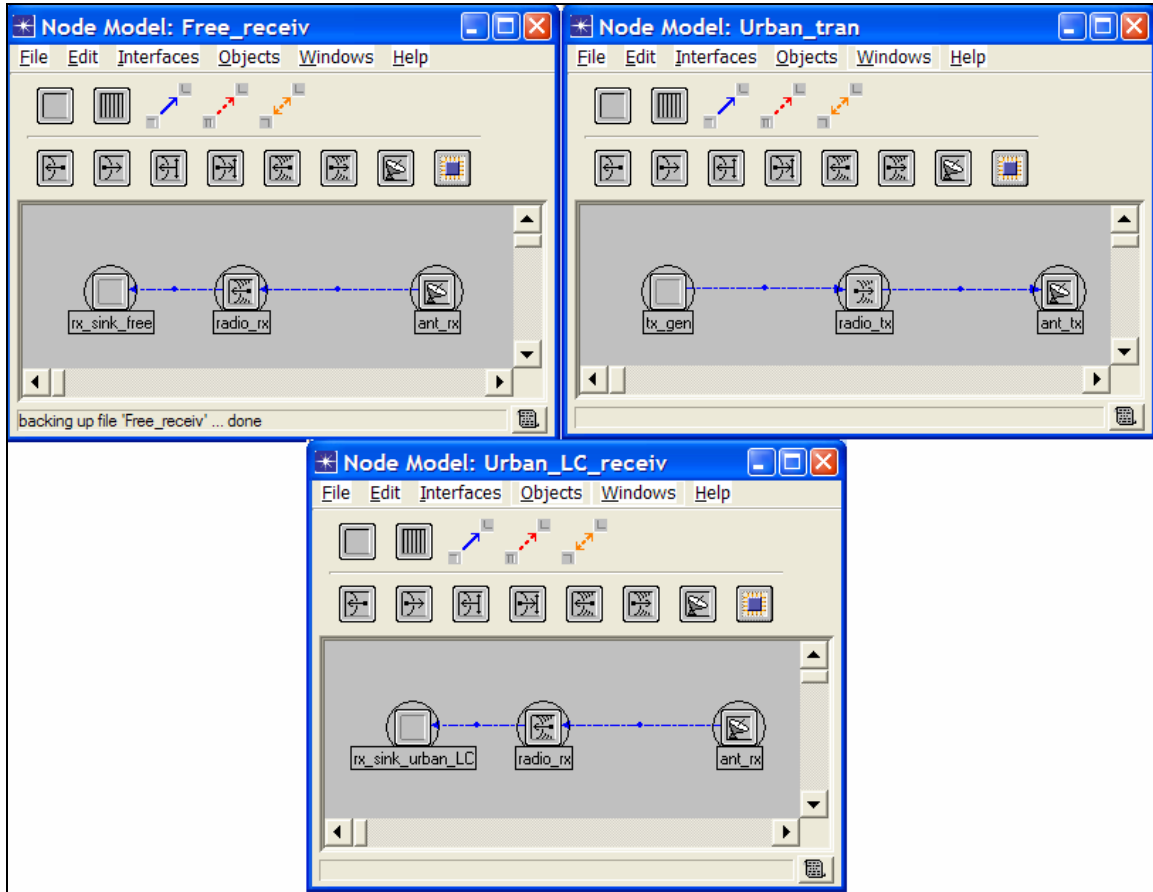 Node Model: Free_receiv
File Edit Interfaces Objects Windows Help
rx_sink_free radio_rx ant_rx
backing up file 'Free_receiv' ... done
Node Model: Urban_tran
File Edit Interfaces Objects Windows Help
tx_gen radio_tx ant_tx
Node Model: Urban_LC_receiv
File Edit Interfaces Objects Windows Help
rx_sink_urban_LC radio_rx ant_rx